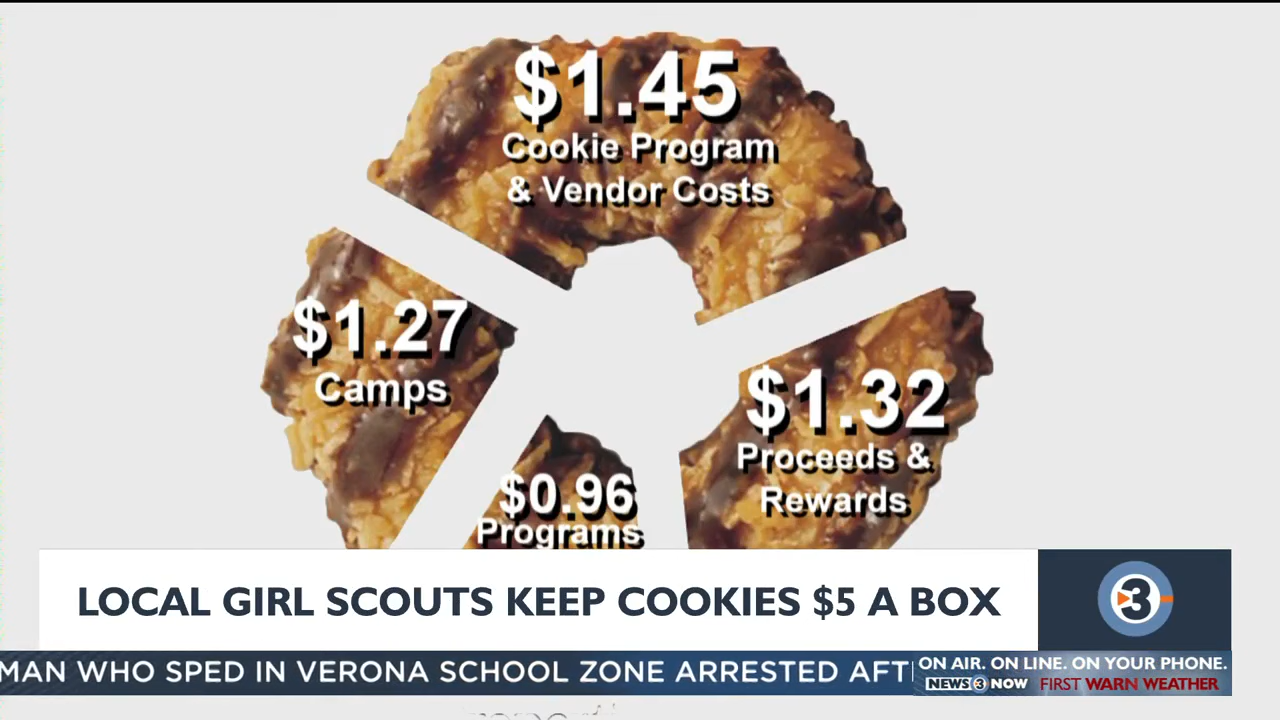 $1.45
Cookie Program
& Vendor Costs
$1.27
Camps
$1.32
Proceeds &
Rewards
$0.96
Programs
LOCAL GIRL SCOUTS KEEP COOKIES $5 A BOX
3
MAN WHO SPED IN VERONA SCHOOL ZONE ARRESTED AFT
ON AIR. ON LINE. ON YOUR PHONE.
NEWS 3 NOW FIRST WARN WEATHER